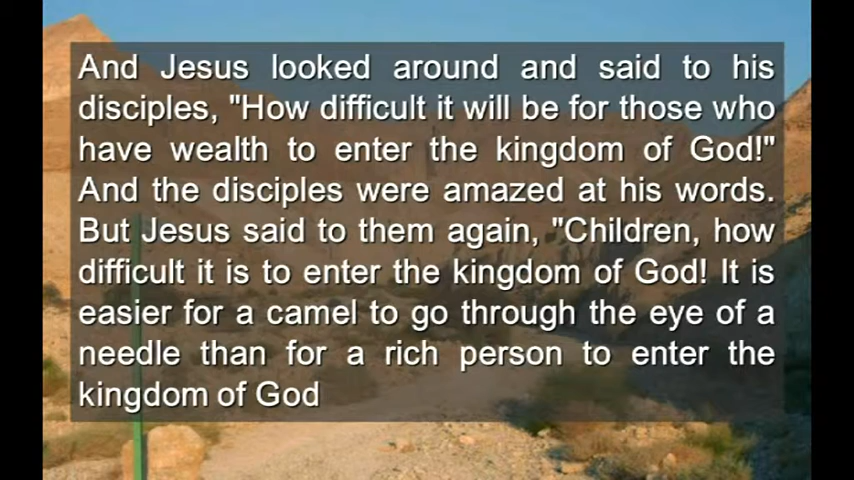 And Jesus looked around and said to his
disciples, "How difficult it will be for those who
have wealth to enter the kingdom of God!"
And the disciples were amazed at his words.
But Jesus said to them again, "Children, how
difficult it is to enter the kingdom of God! It is
easier for a camel to go through the eye of a
needle than for a rich person to enter the
kingdom of God